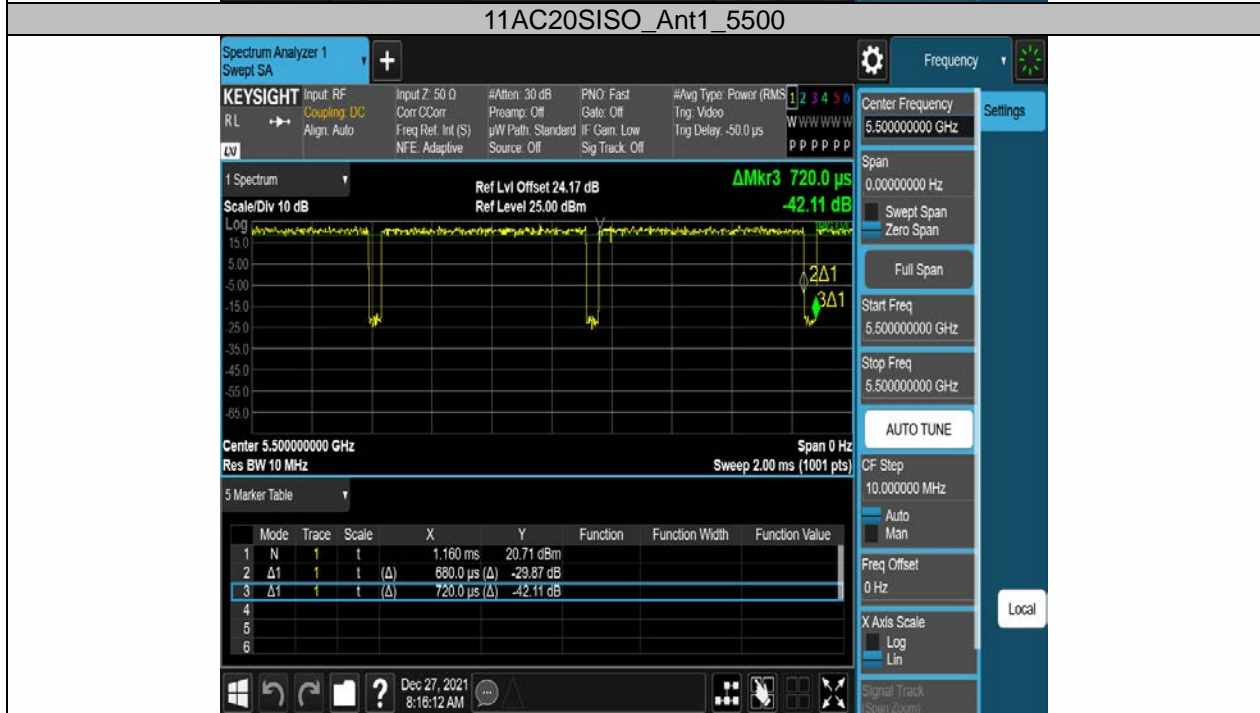 11AC20SISO_Ant1_5500
Spectrum Analyzer 1
Swept SA
+
Frequency
KEYSIGHT
RL
LXI
Input: RF
Coupling: DC
Align: Auto
Input Z: 50 Ω
Corr CCorr
Freq Ref: Int (S)
NFE: Adaptive
#Atten: 30 dB
Preamp: Off
µW Path: Standard
Source: Off
PNO: Fast
Gate: Off
IF Gain: Low
Sig Track: Off
#Avg Type: Power (RMS
Trig: Video
Trig Delay: -50.0 µs
1 2 3 4 5 6
W W W W W W
P P P P P P
1 Spectrum
Scale/Div 10 dB
Ref Lvl Offset 24.17 dB
Ref Level 25.00 dBm
ΔMkr3 720.0 µs
-42.11 dB
Log
15.0
5.00
-5.00
-15.0
-25.0
-35.0
-45.0
-55.0
-65.0
2Δ1
3Δ1
Center 5.500000000 GHz
Res BW 10 MHz
Span 0 Hz
Sweep 2.00 ms (1001 pts)
5 Marker Table
Mode Trace Scale X Y Function Function Width Function Value
1 N 1 t 1.160 ms 20.71 dBm
2 Δ1 1 t (Δ) 680.0 µs (Δ) -29.87 dB
3 Δ1 1 t (Δ) 720.0 µs (Δ) -42.11 dB
4
5
6
Center Frequency
5.500000000 GHz
Settings
Span
0.00000000 Hz
Swept Span
Zero Span
Full Span
Start Freq
5.500000000 GHz
Stop Freq
5.500000000 GHz
AUTO TUNE
CF Step
10.000000 MHz
Auto
Man
Freq Offset
0 Hz
X Axis Scale
Log
Lin
Local
Signal Track
(Span Zoom)
?
Dec 27, 2021
8:16:12 AM